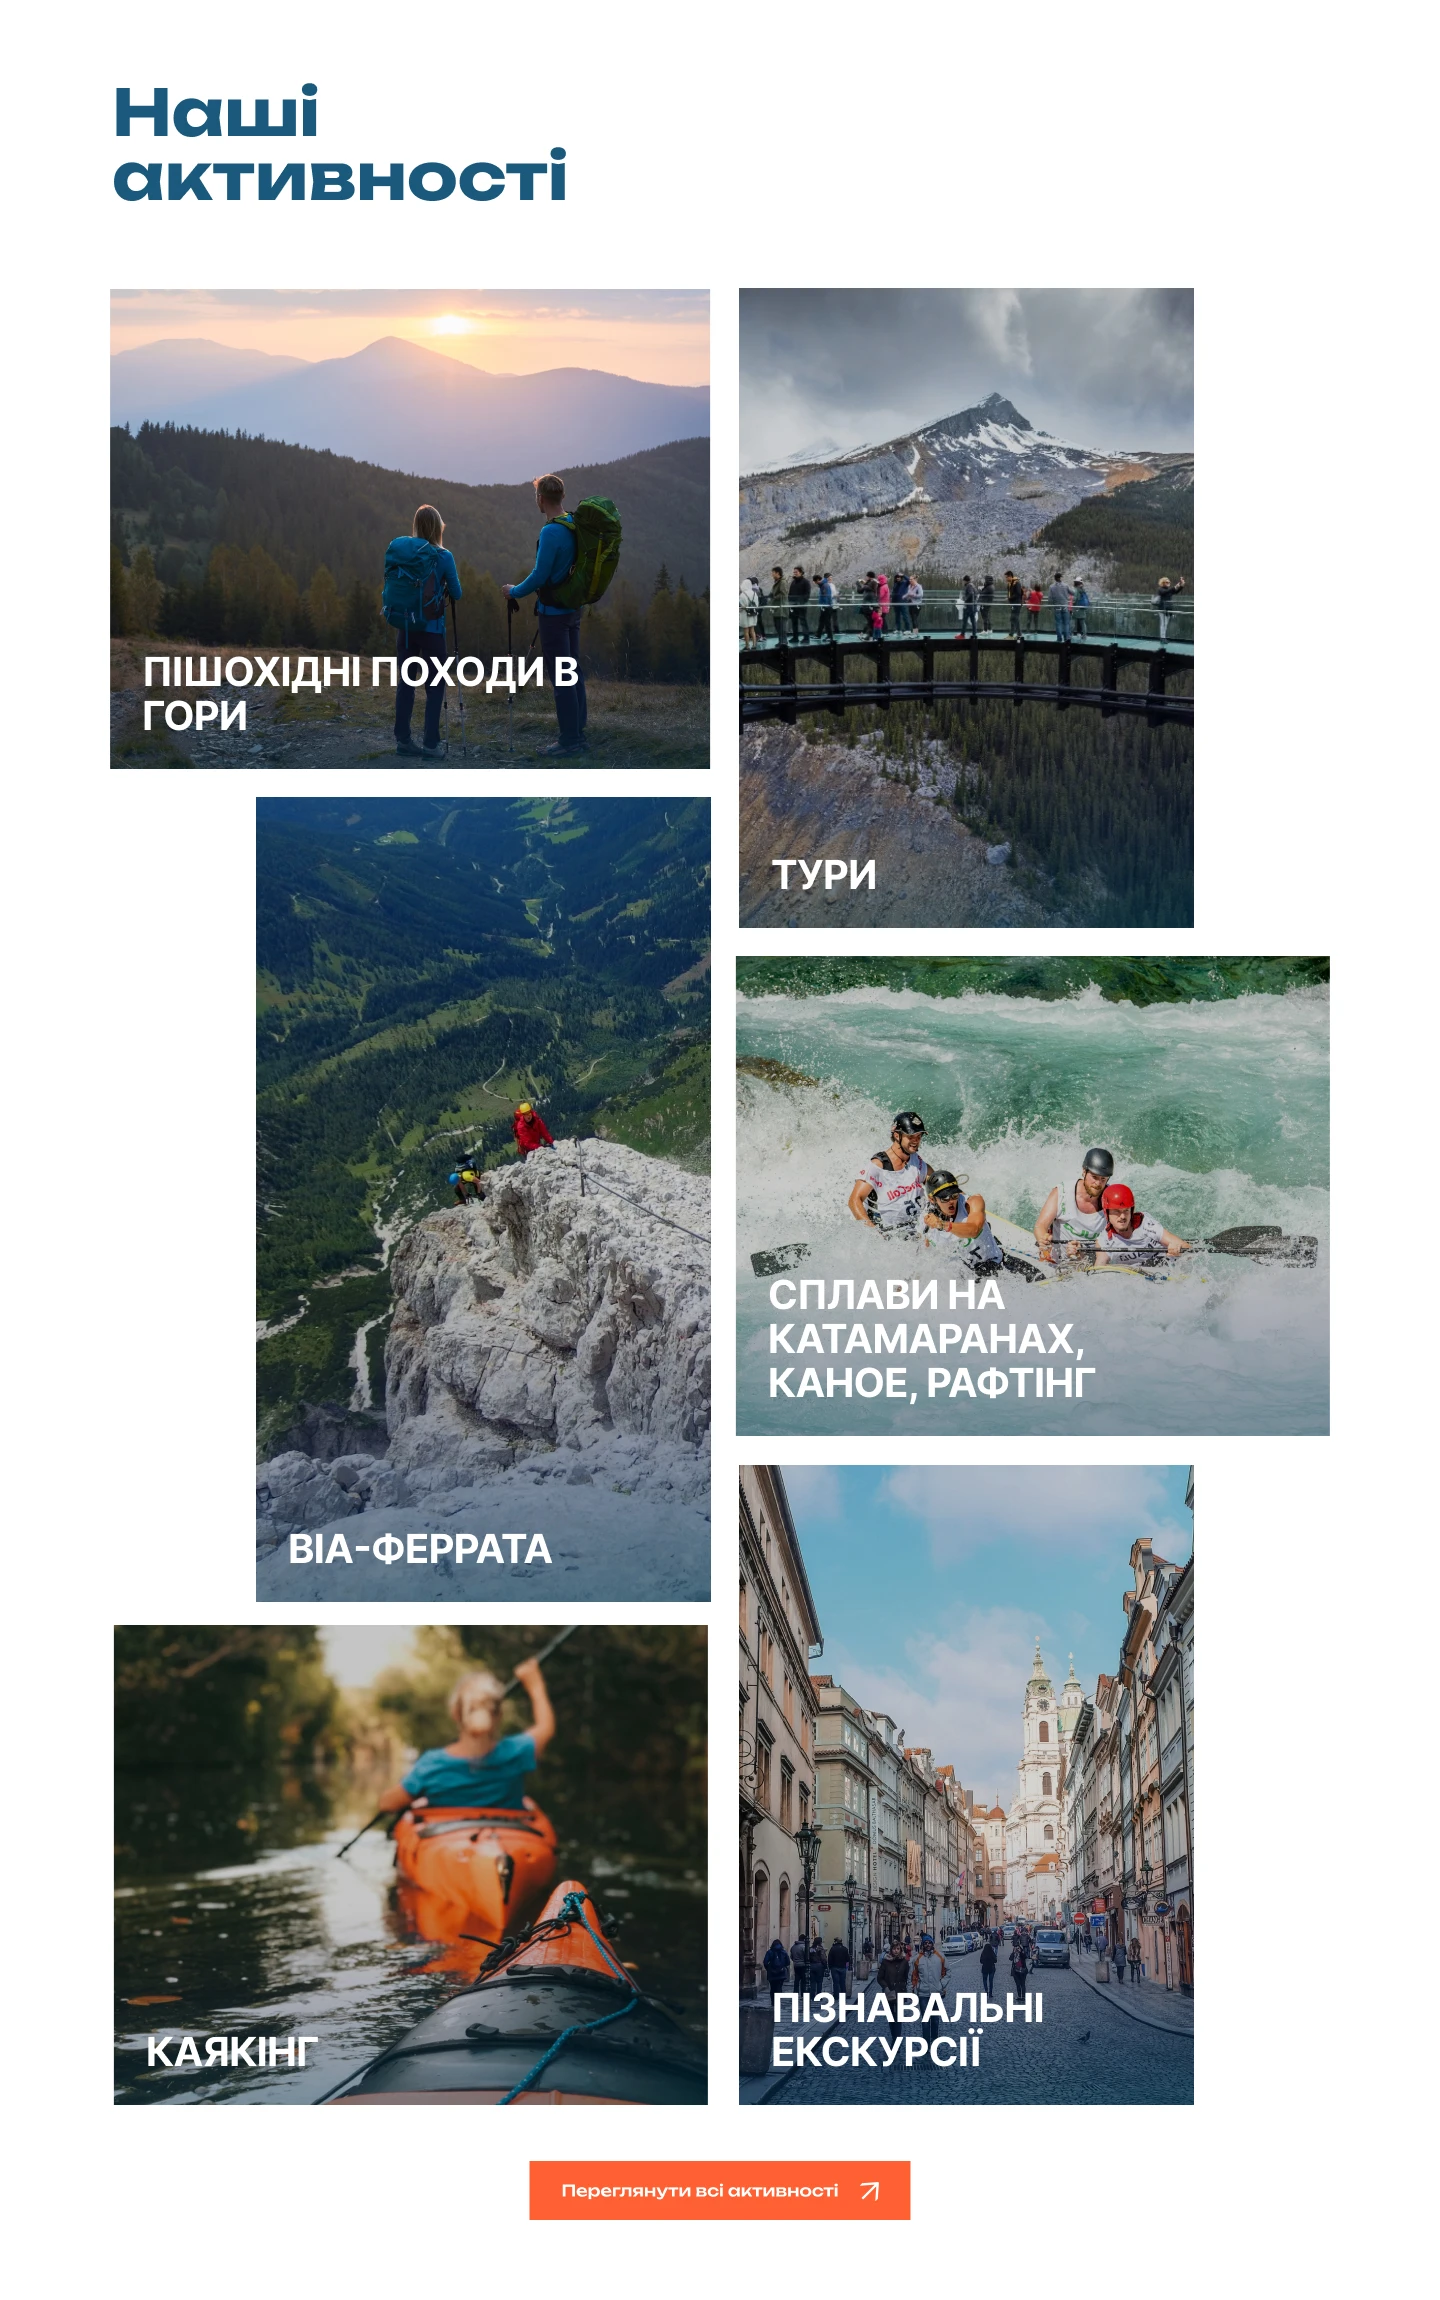 Наші
активності
ПІШОХІДНІ ПОХОДИ В
ГОРИ
ТУРИ
ВІА-ФЕРРАТА
СПЛАВИ НА
КАТАМАРАНАХ,
КАНОЕ, РАФТІНГ
КАЯКІНГ
ПІЗНАВАЛЬНІ
ЕКСКУРСІЇ
Переглянути всі активності